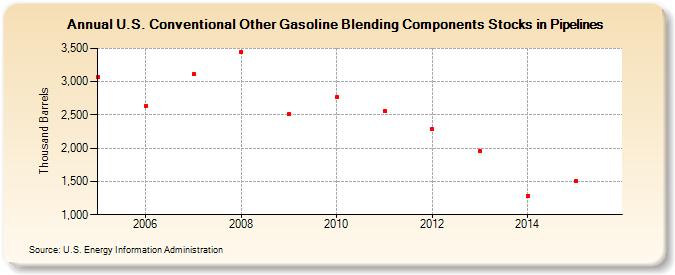 Annual U.S. Conventional Other Gasoline Blending Components Stocks in Pipelines
Thousand Barrels
3,500
3,000
2,500
2,000
1,500
1,000
2006 2008 2010 2012 2014
Source: U.S. Energy Information Administration